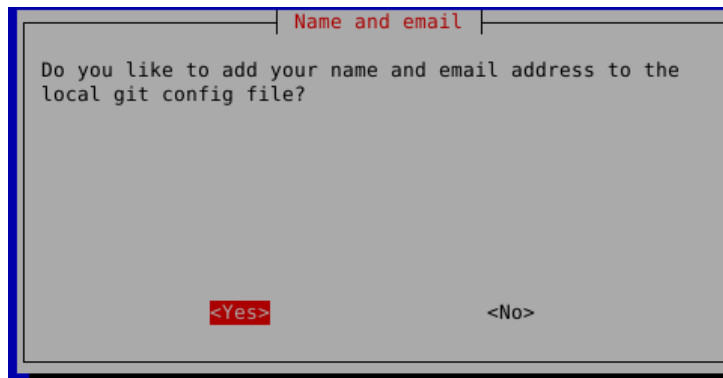 Name and email
Do you like to add your name and email address to the
local git config file?
<Yes> <No>